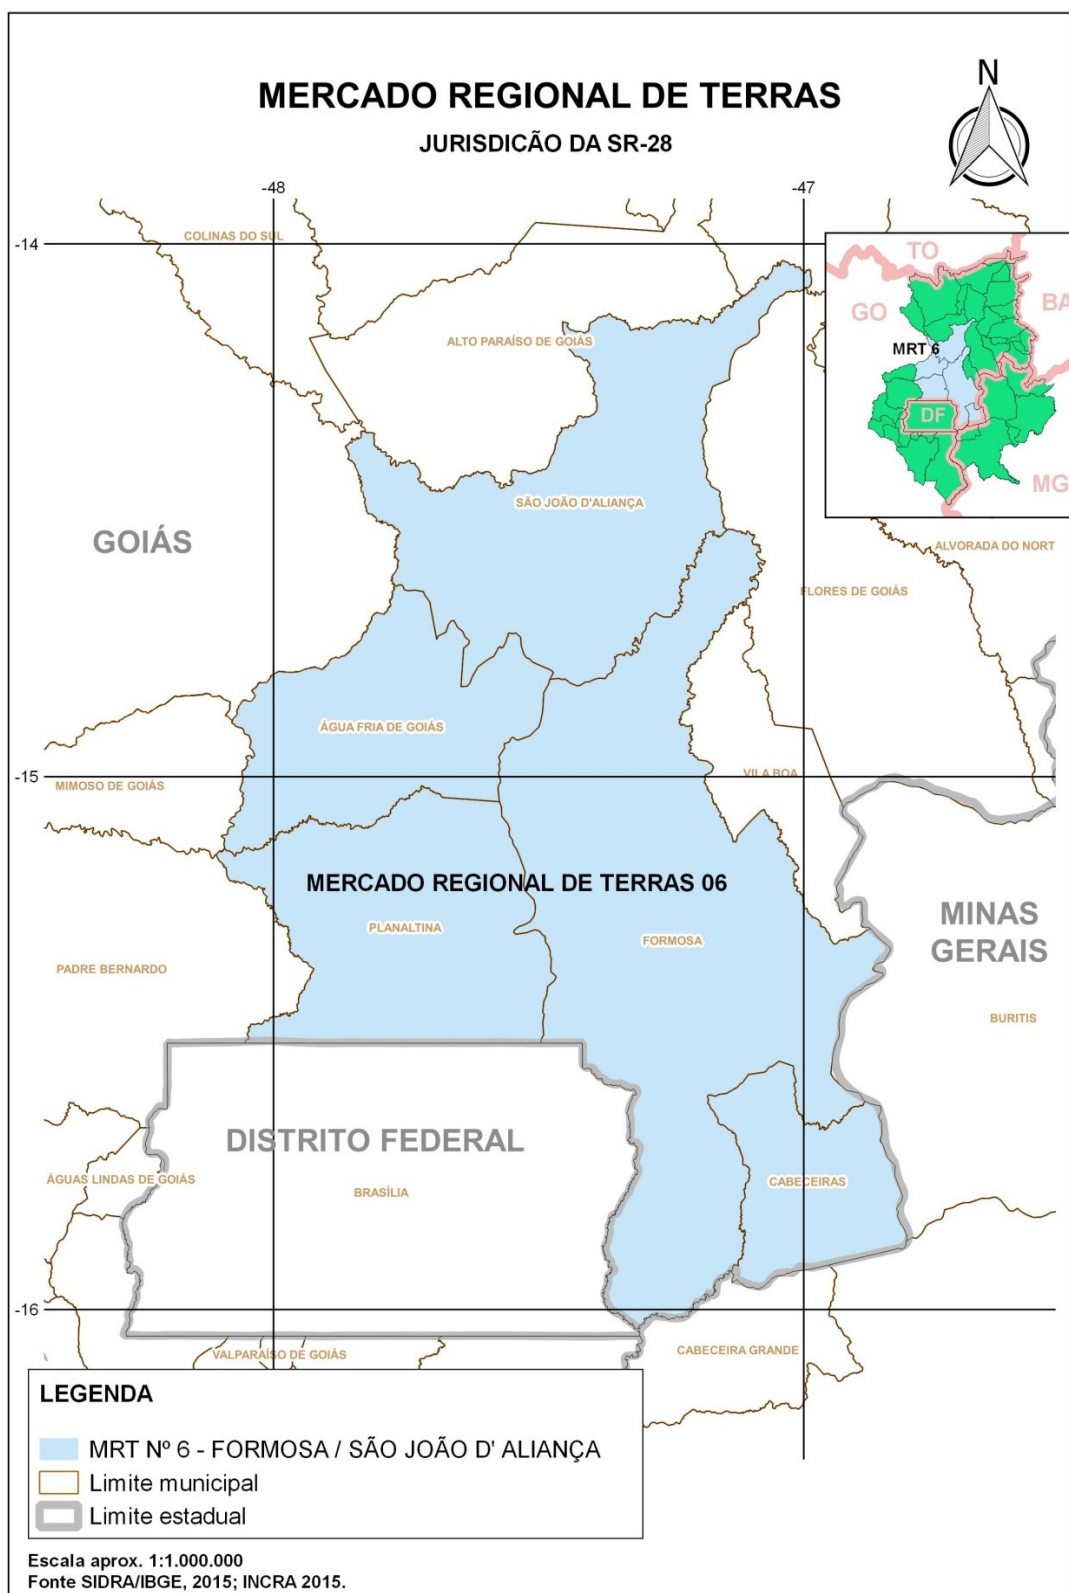 MERCADO REGIONAL DE TERRAS
JURISDICÃO DA SR-28
N
-48
-47
-14
COLINAS DO SUL
TO
GO
BA
MRT 6
DF
MG
ALTO PARAÍSO DE GOIÁS
SÃO JOÃO D'ALIANÇA
GOIÁS
ALVORADA DO NORT
FLORES DE GOIÁS
ÁGUA FRIA DE GOIÁS
-15
MIMOSO DE GOIÁS
VILA BOA
MERCADO REGIONAL DE TERRAS 06
MINAS
GERAIS
PLANALTINA
FORMOSA
PADRE BERNARDO
BURITIS
DISTRITO FEDERAL
ÁGUAS LINDAS DE GOIÁS
BRASÍLIA
CABECEIRAS
-16
VALPARAÍSO DE GOIÁS
CABECEIRA GRANDE
LEGENDA
MRT Nº 6 - FORMOSA / SÃO JOÃO D' ALIANÇA
Limite municipal
Limite estadual
Escala aprox. 1:1.000.000
Fonte SIDRA/IBGE, 2015; INCRA 2015.